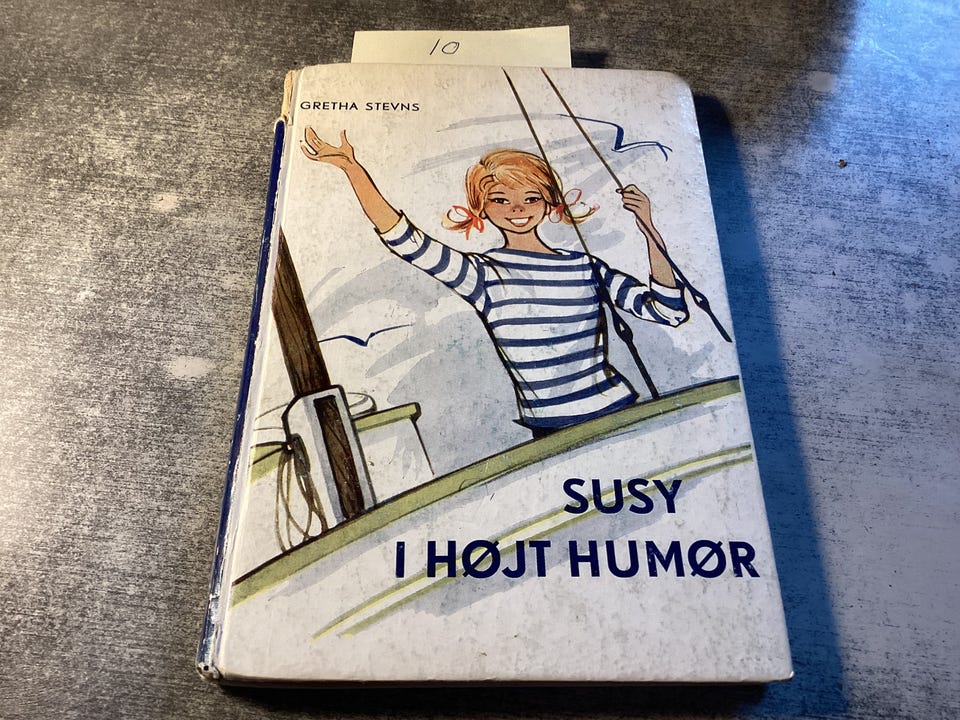 10
GRETHA STEVNS
SUSY
I HØJT HUMØR